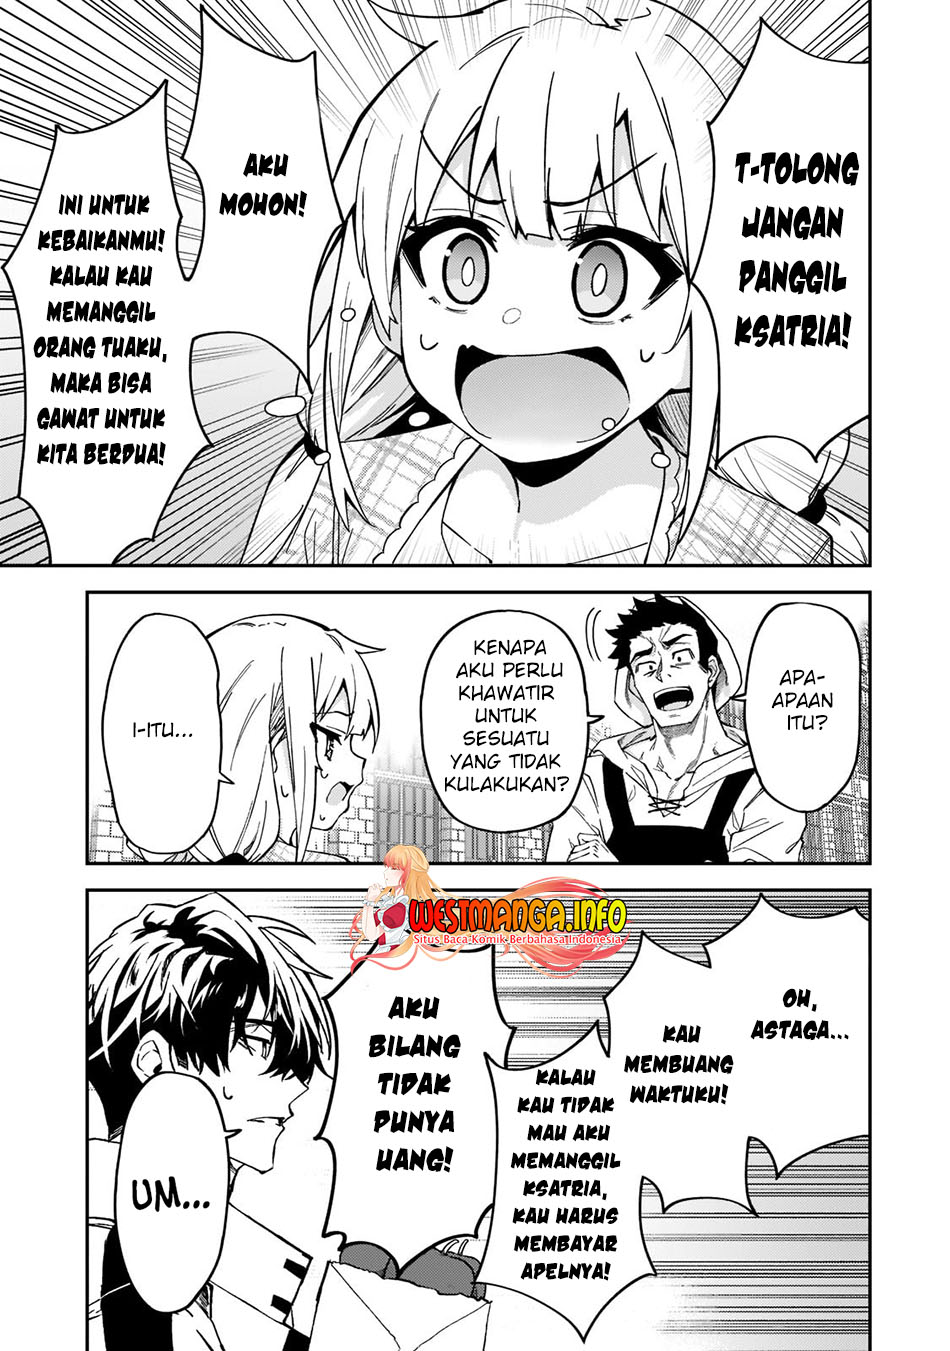 T-TOLONG
JANGAN
PANGGIL
KSATRIA!
AKU
MOHON!
INI UNTUK
KEBAIKANMU!
KALAU KAU
MEMANGGIL
ORANG TUAKU,
MAKA BISA
GAWAT UNTUK
KITA BERDUA!
APA-
APAAN
ITU?
KENAPA
AKU PERLU
KHAWATIR
UNTUK
SESUATU
YANG TIDAK
KULAKUKAN?
I-ITU...
WESTMANGA.INFO
Situs Baca Komik Berbahasa Indonesia
OH,
ASTAGA...
KAU
MEMBUANG
WAKTUKU!
KALAU
KAU TIDAK
MAU AKU
MEMANGGIL
KSATRIA,
KAU HARUS
MEMBAYAR
APELNYA!
AKU
BILANG
TIDAK
PUNYA
UANG!
UM...